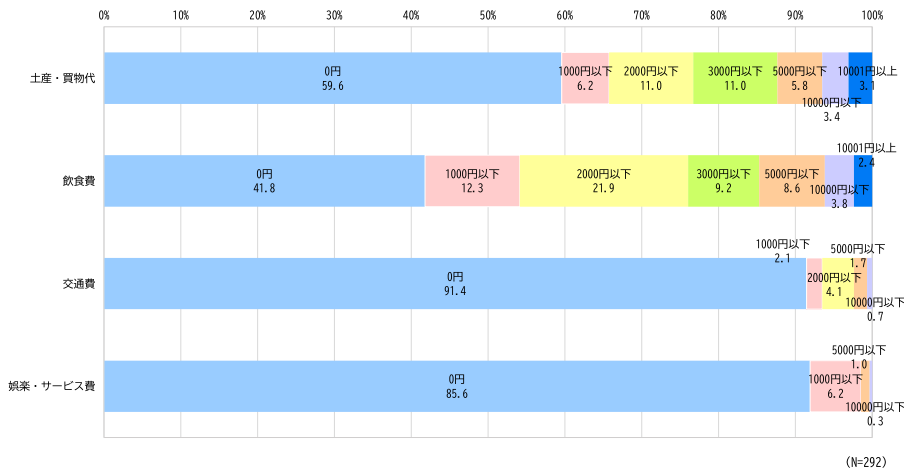 0% 10% 20% 30% 40% 50% 60% 70% 80% 90% 100%
土産・買物代
0円
59.6
1000円以下
6.2
2000円以下
11.0
3000円以下
11.0
5000円以下
5.8
10000円以下
3.4
10001円以上
3.1
飲食費
0円
41.8
1000円以下
12.3
2000円以下
21.9
3000円以下
9.2
5000円以下
8.6
10000円以下
3.8
10001円以上
2.4
交通費
0円
91.4
1000円以下
2.1
2000円以下
4.1
5000円以下
1.7
10000円以下
0.7
娯楽・サービス費
0円
85.6
1000円以下
6.2
5000円以下
1.0
10000円以下
0.3
(N=292)